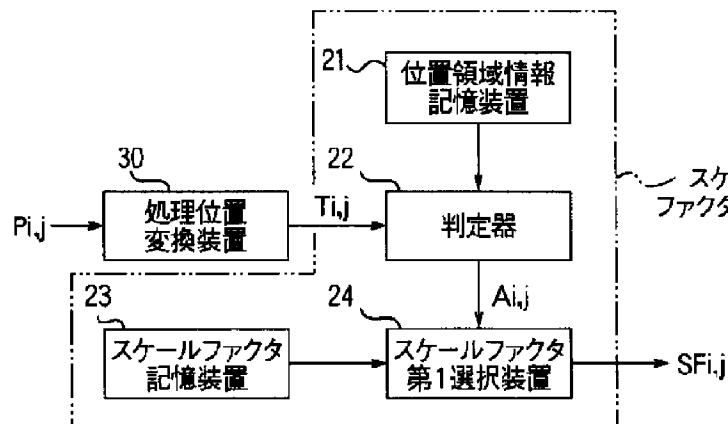 21
位置領域情報
記憶装置
30
22
スケ
ファクタ
Pi,j
処理位置
変換装置
Ti,j
判定器
23
24
Ai,j
スケールファクタ
記憶装置
スケールファクタ
第1選択装置
SFi,j